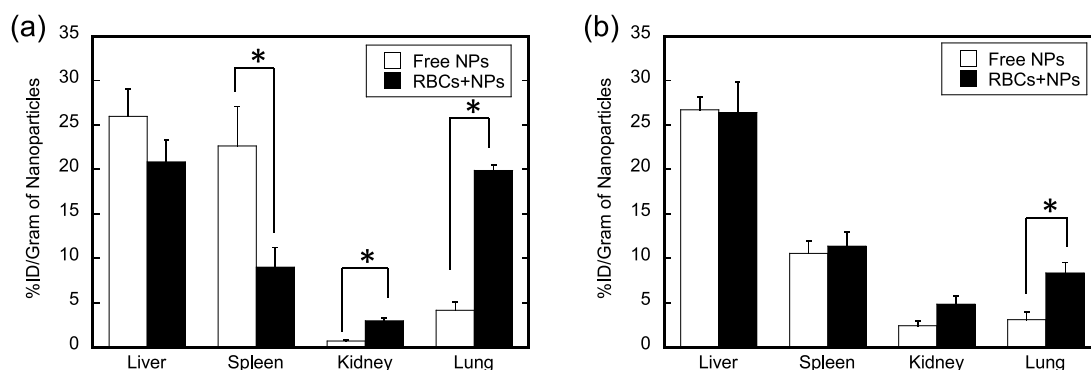 (a)
%ID/Gram of Nanoparticles
35
30
25
20
15
10
5
0
Free NPs
RBCs+NPs
*
*
*
Liver Spleen Kidney Lung
(b)
%ID/Gram of Nanoparticles
35
30
25
20
15
10
5
0
Free NPs
RBCs+NPs
*
Liver Spleen Kidney Lung